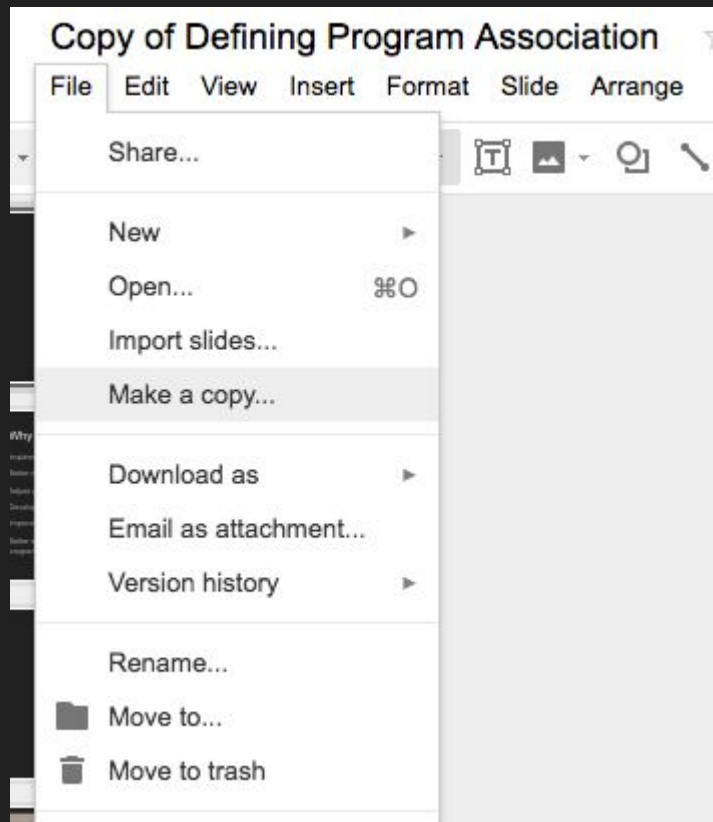 Copy of Defining Program Association
File Edit View Insert Format Slide Arrange
Share...
T
New
Open... ⌘O
Import slides...
Make a copy...
Why
Download as
Email as attachment...
Version history
Rename...
Move to...
Move to trash